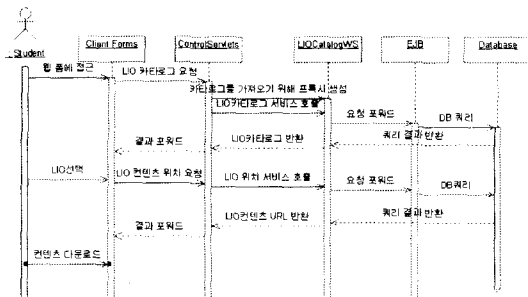 : Student
Client Forms
ControlServlets
LIOCatalogWS
EJB
Database
웹 폼에 접근
LIO 카타로그 요청
카타로그를 가져오기 위해 프록시 생성
LIO카타로그 서비스 호출
요청 포워드
DB 쿼리
결과 포워드
LIO카타로그 반환
쿼리 결과 반환
LIO선택
LIO 컨텐츠 위치 요청
LIO 위치 서비스 호출
요청 포워드
DB쿼리
결과 포워드
LIO컨텐츠 URL 반환
쿼리 결과 반환
컨텐츠 다운로드